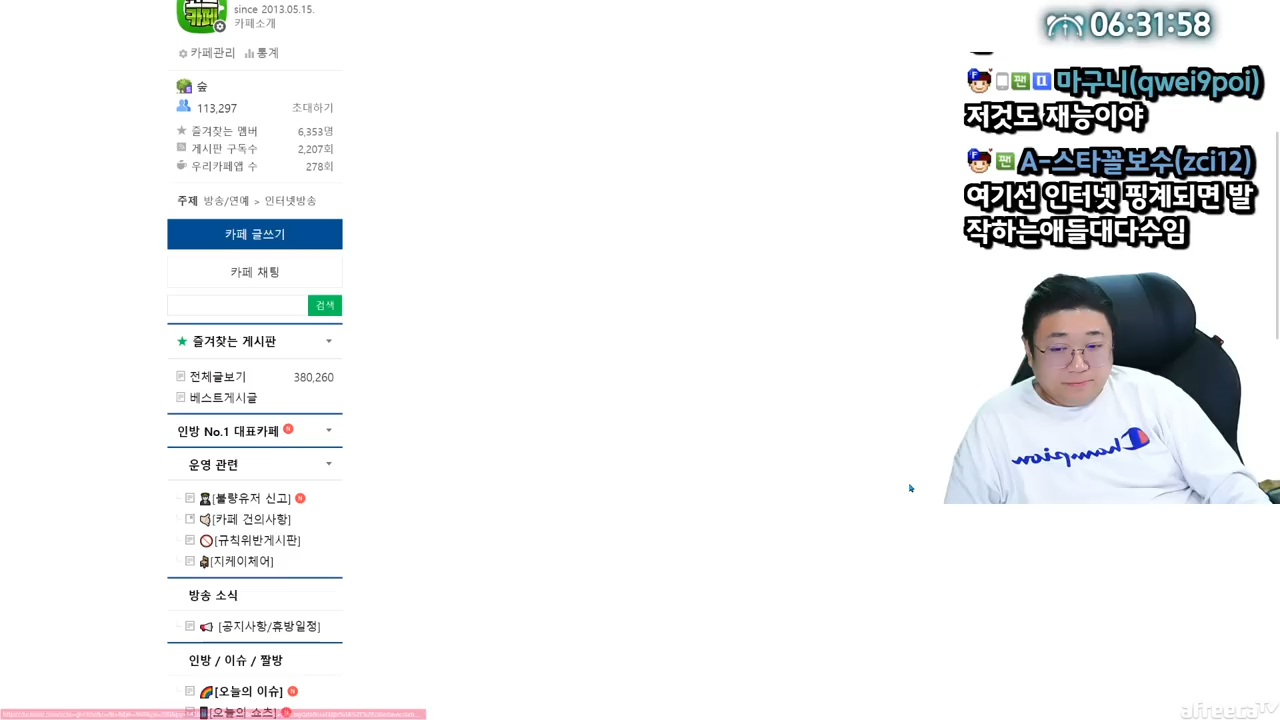 카페
since 2013.05.15.
카페소개
카페관리 통계
숲
113,297 초대하기
즐겨찾는 멤버 6,353명
게시판 구독수 2,207회
우리카페앱 수 278회
주제 방송/연예 > 인터넷방송
카페 글쓰기
카페 채팅
검색
즐겨찾는 게시판
전체글보기 380,260
베스트게시글
인방 No.1 대표카페 N
운영 관련
[불량유저 신고] N
[카페 건의사항]
[규칙위반게시판]
[지케이체어]
방송 소식
[공지사항/휴방일정]
인방 / 이슈 / 짤방
[오늘의 이슈] N
[오늘의 쇼츠] N
06:31:58
F 팬 마구니(qwei9poi)
저것도 재능이야
F 팬 A-스타꼴보수(zci12)
여기선 인터넷 핑계되면 발
작하는애들대다수임
Champion
afreecaTV